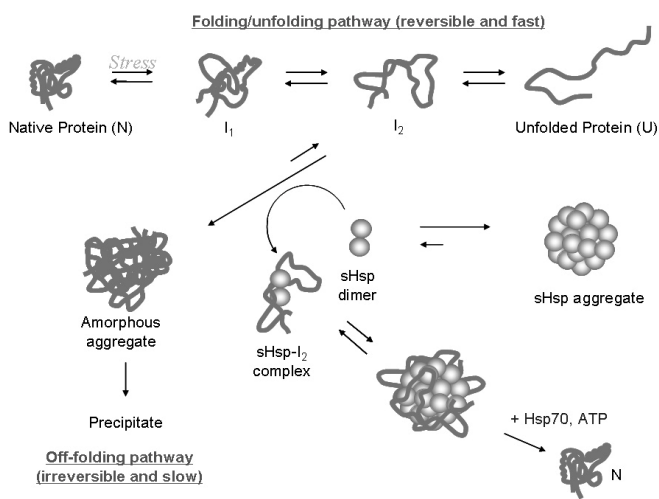 Folding/unfolding pathway (reversible and fast)
Stress
Native Protein (N)
I1
I2
Unfolded Protein (U)
sHsp
dimer
sHsp aggregate
Amorphous
aggregate
sHsp-I2
complex
Precipitate
+ Hsp70, ATP
Off-folding pathway
(irreversible and slow)
N